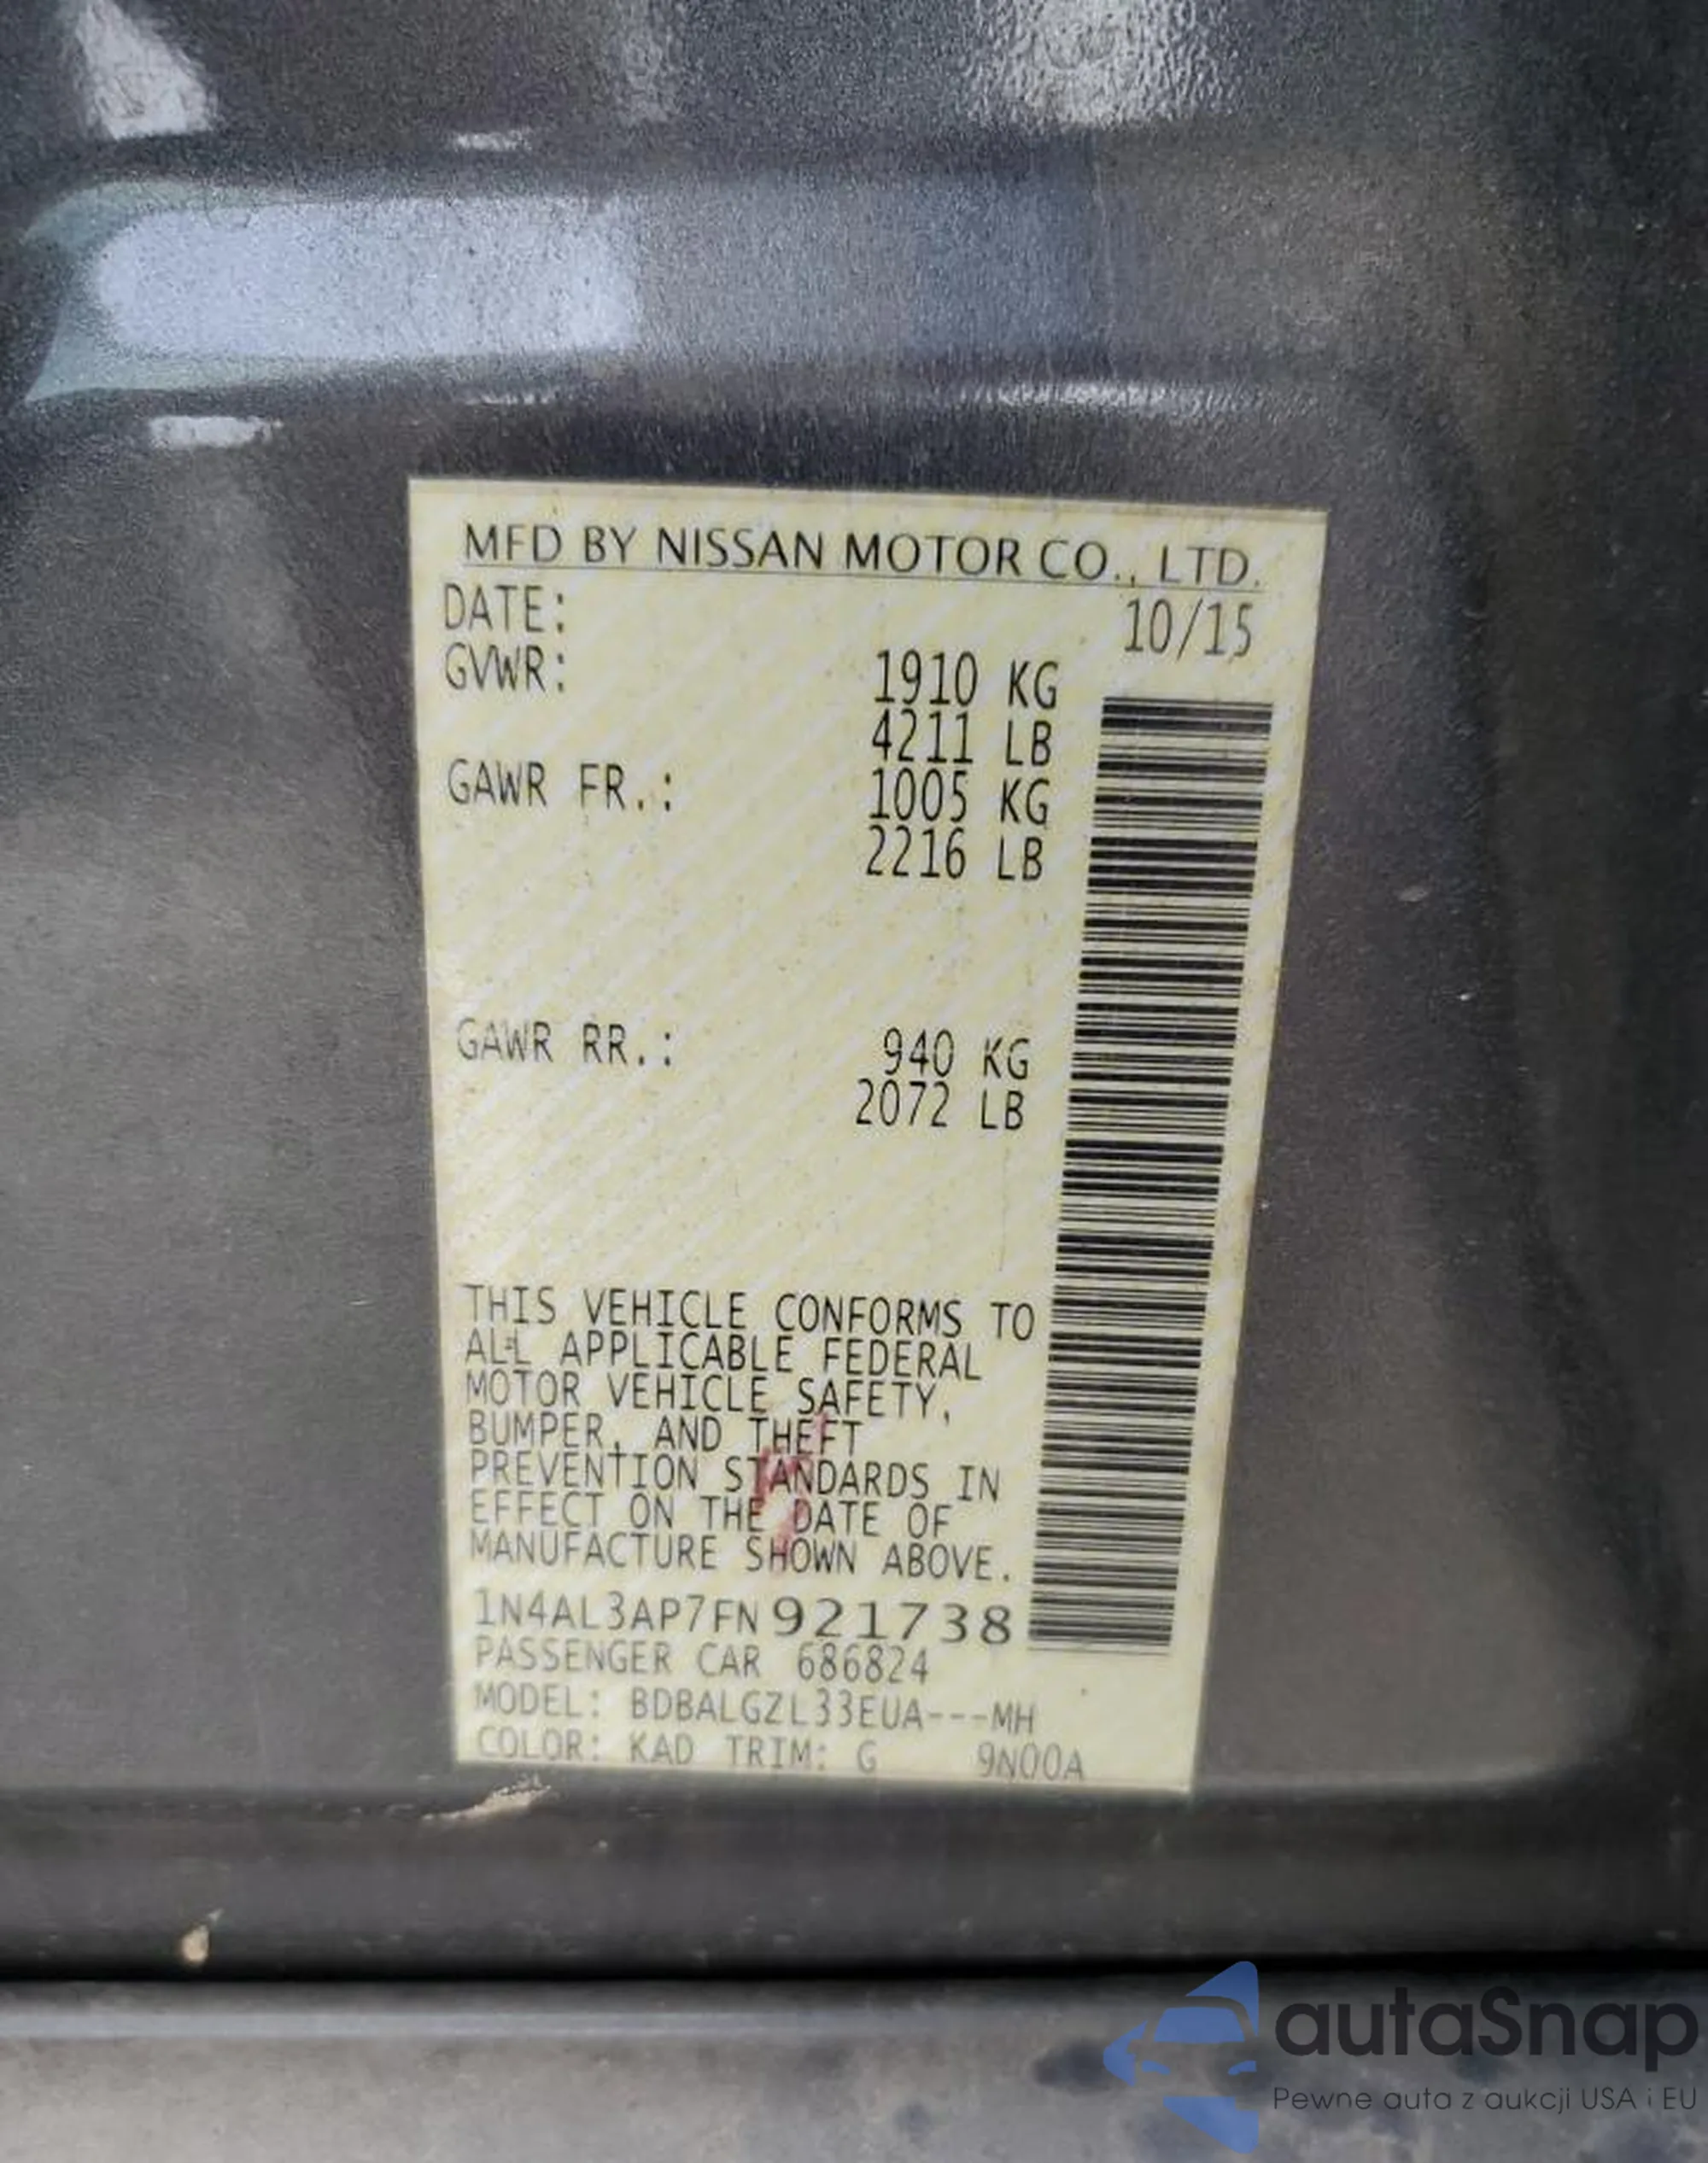 MFD BY NISSAN MOTOR CO., LTD.
DATE: 10/15
GVWR: 1910 KG
4211 LB
GAWR FR.: 1005 KG
2216 LB
GAWR RR.: 940 KG
2072 LB
THIS VEHICLE CONFORMS TO
ALL APPLICABLE FEDERAL
MOTOR VEHICLE SAFETY,
BUMPER, AND THEFT
PREVENTION STANDARDS IN
EFFECT ON THE DATE OF
MANUFACTURE SHOWN ABOVE.
1N4AL3AP7FN921738
PASSENGER CAR 686824
MODEL: BDBALGZL33EUA---MH
COLOR: KAD TRIM: G 9N00A
autaSnap
Pewne auta z aukcji USA i EU